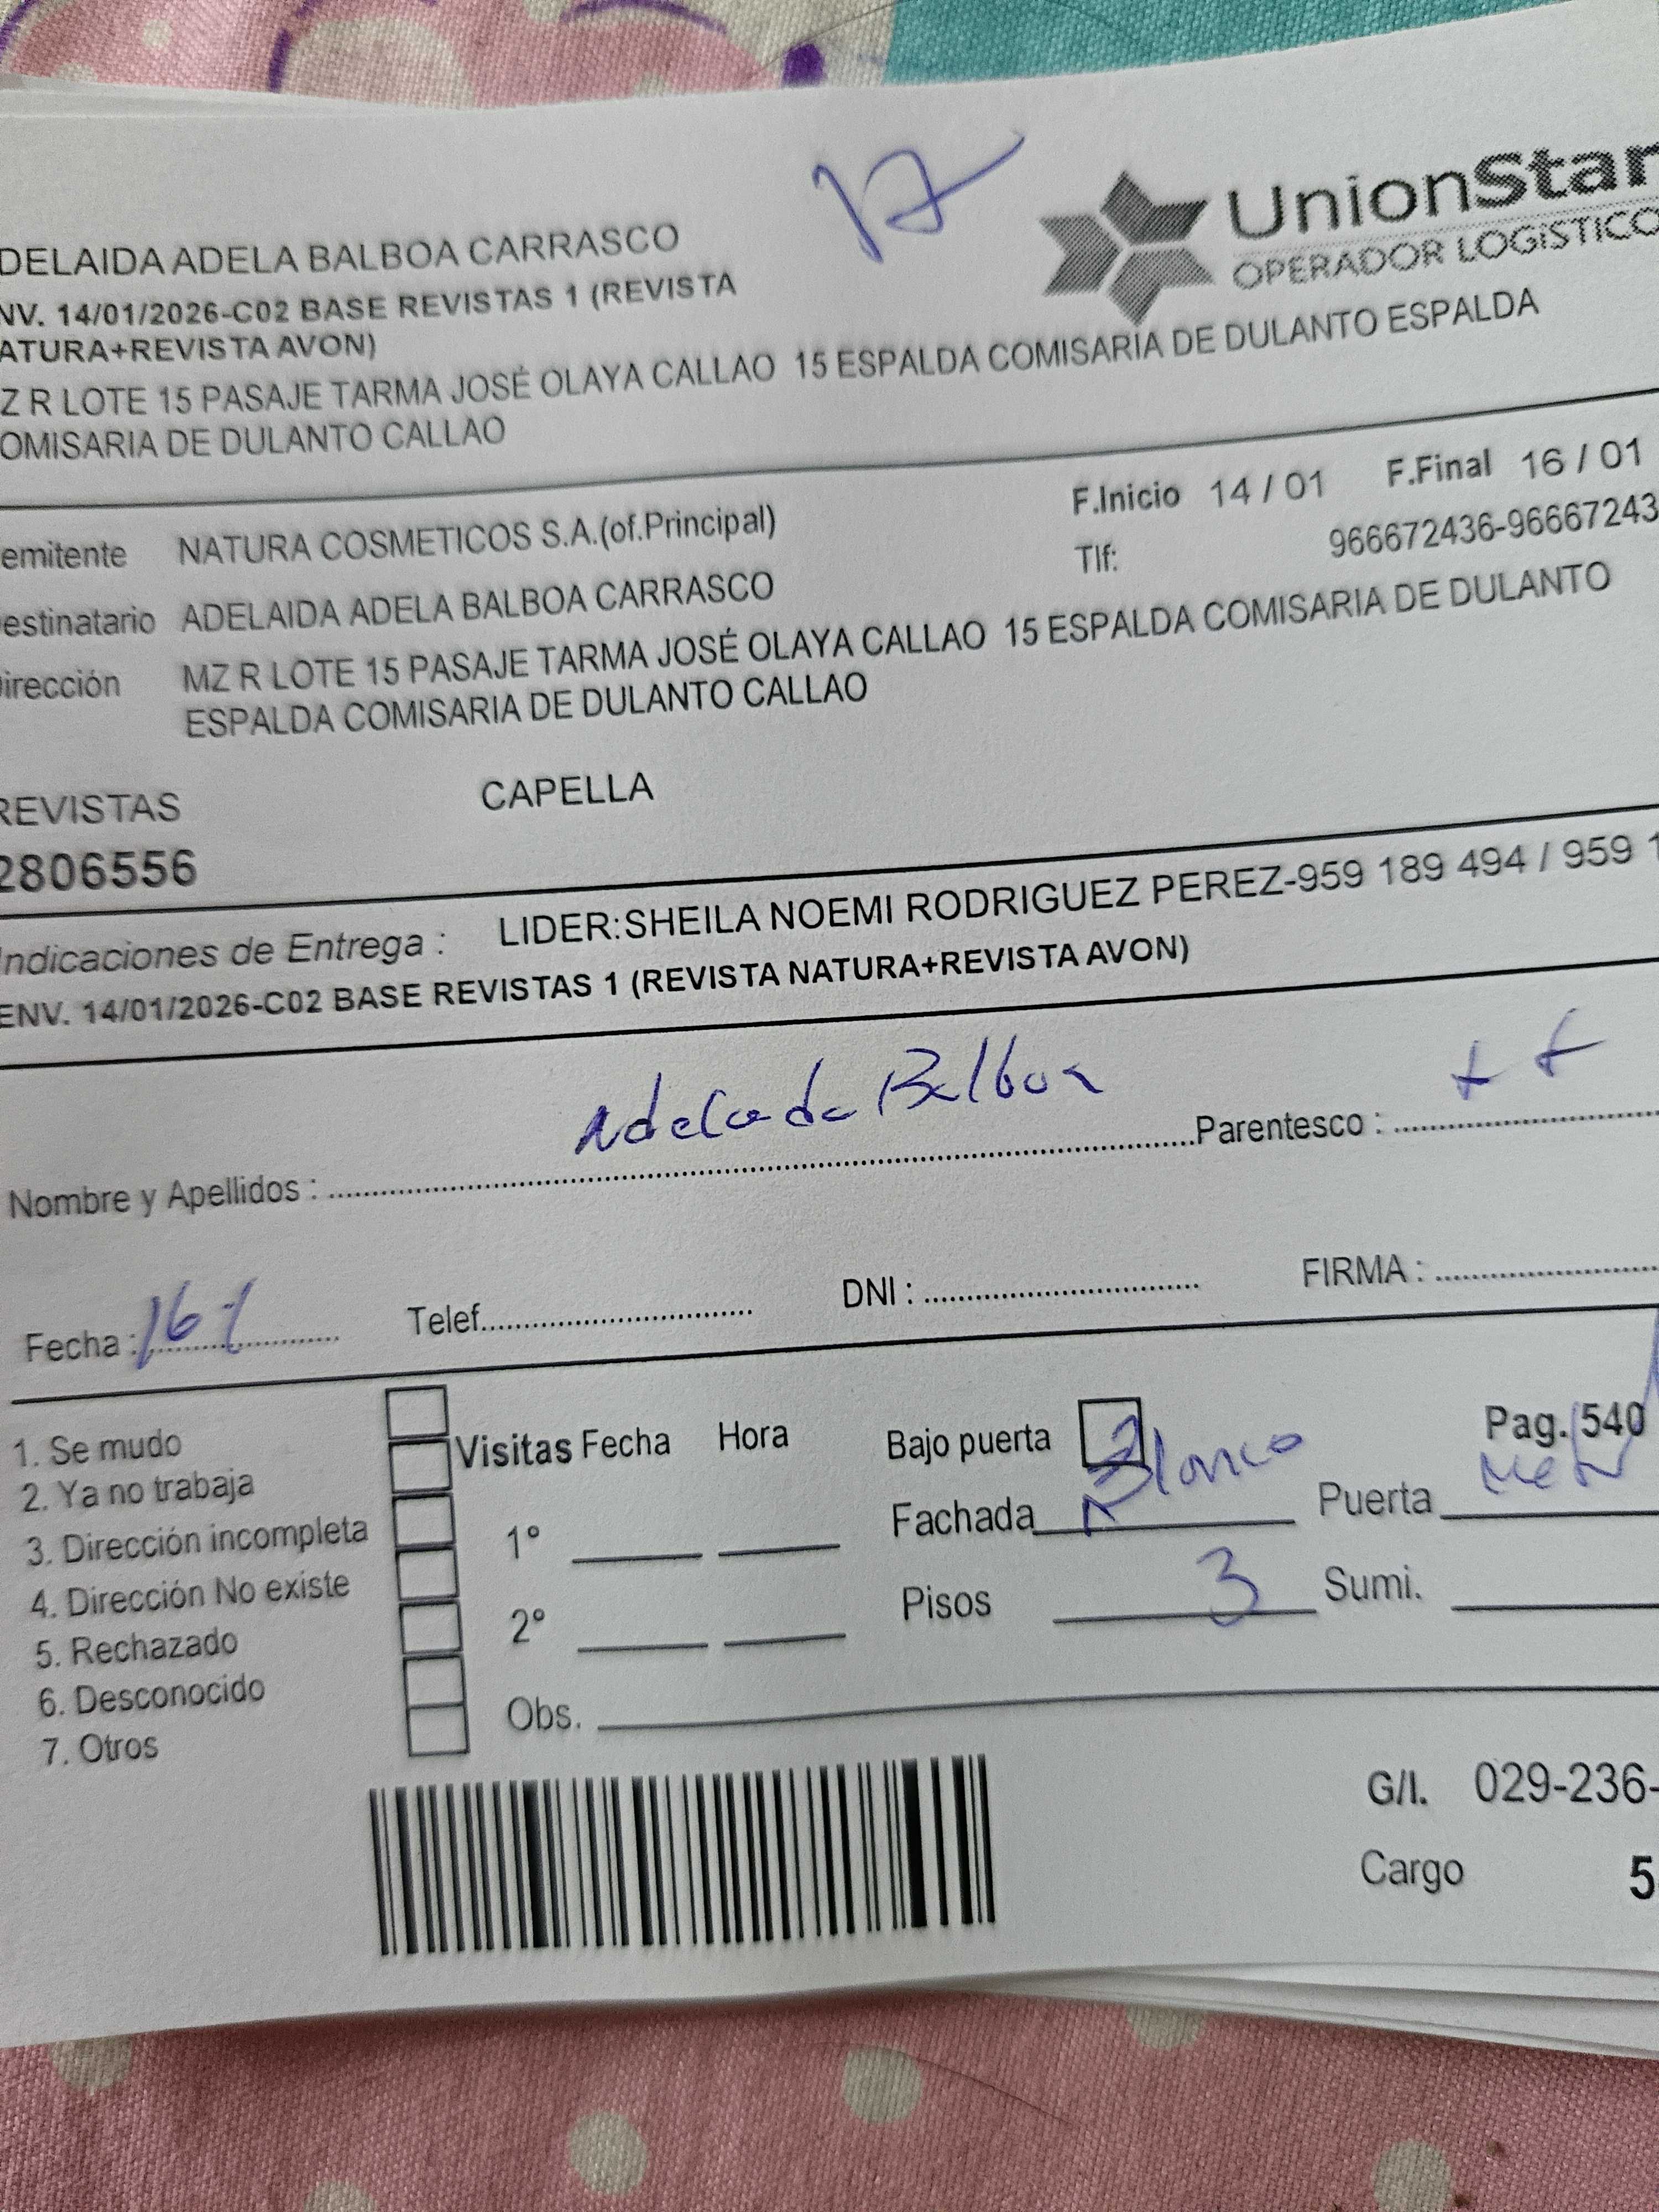 17
UnionStar
OPERADOR LOGÍSTICO
DELAIDA ADELA BALBOA CARRASCO
NV. 14/01/2026-C02 BASE REVISTAS 1 (REVISTA
ATURA+REVISTA AVON)
Z R LOTE 15 PASAJE TARMA JOSÉ OLAYA CALLAO 15 ESPALDA COMISARIA DE DULANTO ESPALDA
OMISARIA DE DULANTO CALLAO
F.Inicio 14 / 01 F.Final 16 / 01
emitente NATURA COSMETICOS S.A.(of.Principal)
Tlf: 966672436-96667243
estinatario ADELAIDA ADELA BALBOA CARRASCO
irección MZ R LOTE 15 PASAJE TARMA JOSÉ OLAYA CALLAO 15 ESPALDA COMISARIA DE DULANTO
ESPALDA COMISARIA DE DULANTO CALLAO
REVISTAS CAPELLA
2806556
Indicaciones de Entrega : LIDER:SHEILA NOEMI RODRIGUEZ PEREZ-959 189 494 / 959 1
ENV. 14/01/2026-C02 BASE REVISTAS 1 (REVISTA NATURA+REVISTA AVON)
Nombre y Apellidos : Adelaida Balboa Parentesco :
Fecha : 16-1 Telef. DNI : FIRMA :
1. Se mudo
2. Ya no trabaja
3. Dirección incompleta
4. Dirección No existe
5. Rechazado
6. Desconocido
7. Otros
Visitas Fecha Hora
1°
2°
Obs.
Bajo puerta Pag. 540
Fachada Blanco Puerta
Pisos 3 Sumi.
G/I. 029-236-
Cargo 5